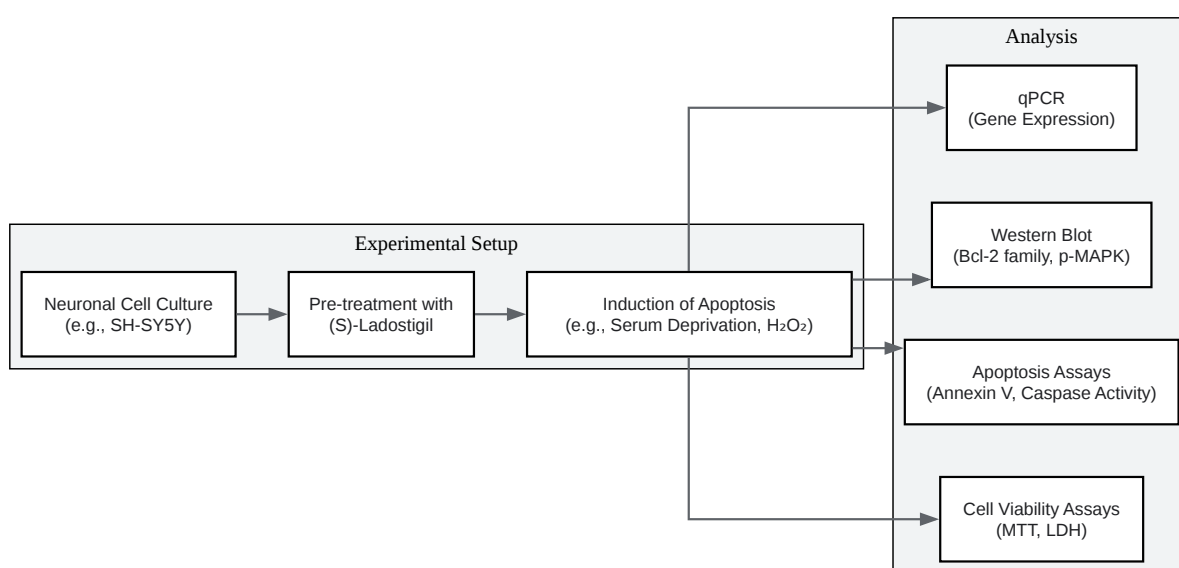 Experimental Setup
Neuronal Cell Culture
(e.g., SH-SY5Y)
Pre-treatment with
(S)-Ladostigil
Induction of Apoptosis
(e.g., Serum Deprivation, H₂O₂)
Analysis
qPCR
(Gene Expression)
Western Blot
(Bcl-2 family, p-MAPK)
Apoptosis Assays
(Annexin V, Caspase Activity)
Cell Viability Assays
(MTT, LDH)